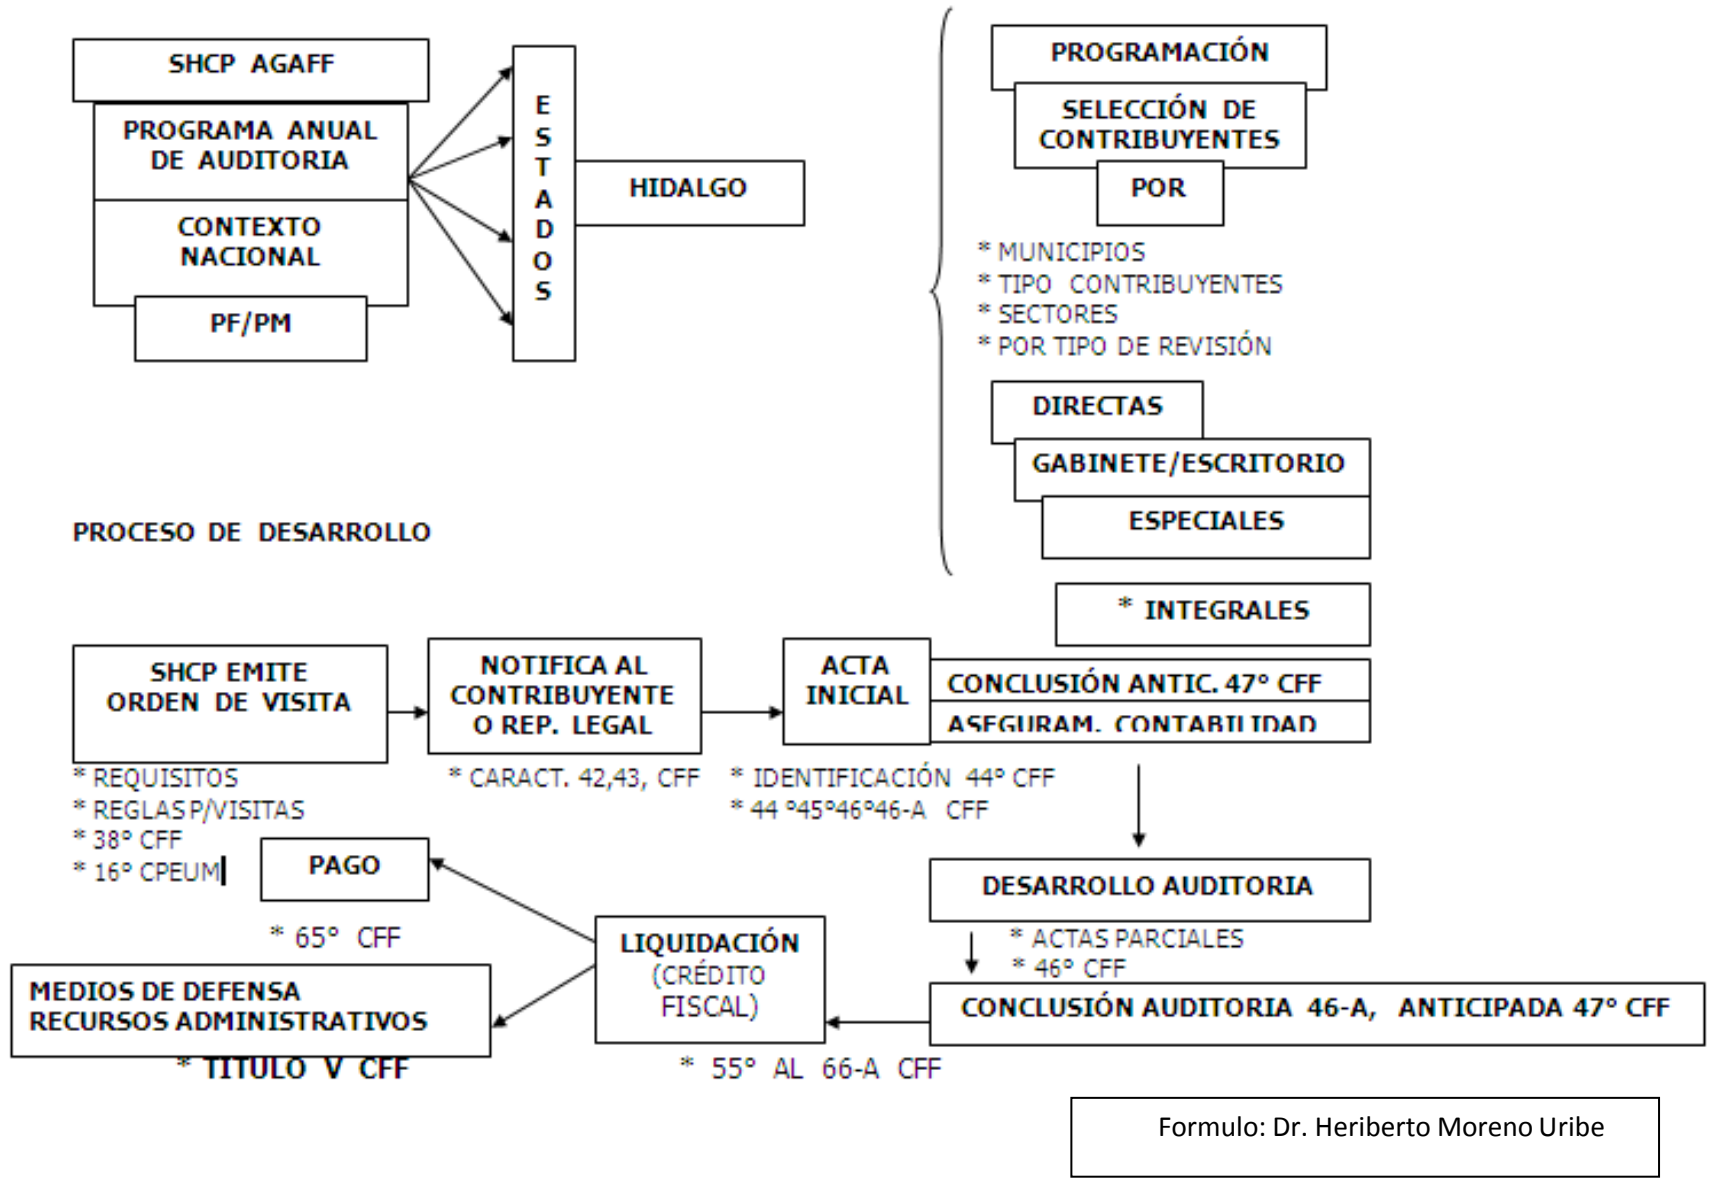 SHCP AGAFF
PROGRAMA ANUAL
DE AUDITORIA
CONTEXTO
NACIONAL
PF/PM
E
S
T
A
D
O
S
HIDALGO
PROGRAMACIÓN
SELECCIÓN DE
CONTRIBUYENTES
POR
* MUNICIPIOS
* TIPO CONTRIBUYENTES
* SECTORES
* POR TIPO DE REVISIÓN
DIRECTAS
GABINETE/ESCRITORIO
ESPECIALES
* INTEGRALES
PROCESO DE DESARROLLO
SHCP EMITE
ORDEN DE VISITA
* REQUISITOS
* REGLAS P/VISITAS
* 38° CFF
* 16° CPEUM
NOTIFICA AL
CONTRIBUYENTE
O REP. LEGAL
* CARACT. 42,43, CFF
ACTA
INICIAL
CONCLUSIÓN ANTIC. 47° CFF
ASEGURAM. CONTABILIDAD
* IDENTIFICACIÓN 44° CFF
* 44 °45°46°46-A CFF
DESARROLLO AUDITORIA
* ACTAS PARCIALES
* 46° CFF
CONCLUSIÓN AUDITORIA 46-A, ANTICIPADA 47° CFF
* 55° AL 66-A CFF
LIQUIDACIÓN
(CRÉDITO
FISCAL)
PAGO
* 65° CFF
MEDIOS DE DEFENSA
RECURSOS ADMINISTRATIVOS
* TITULO V CFF
Formulo: Dr. Heriberto Moreno Uribe